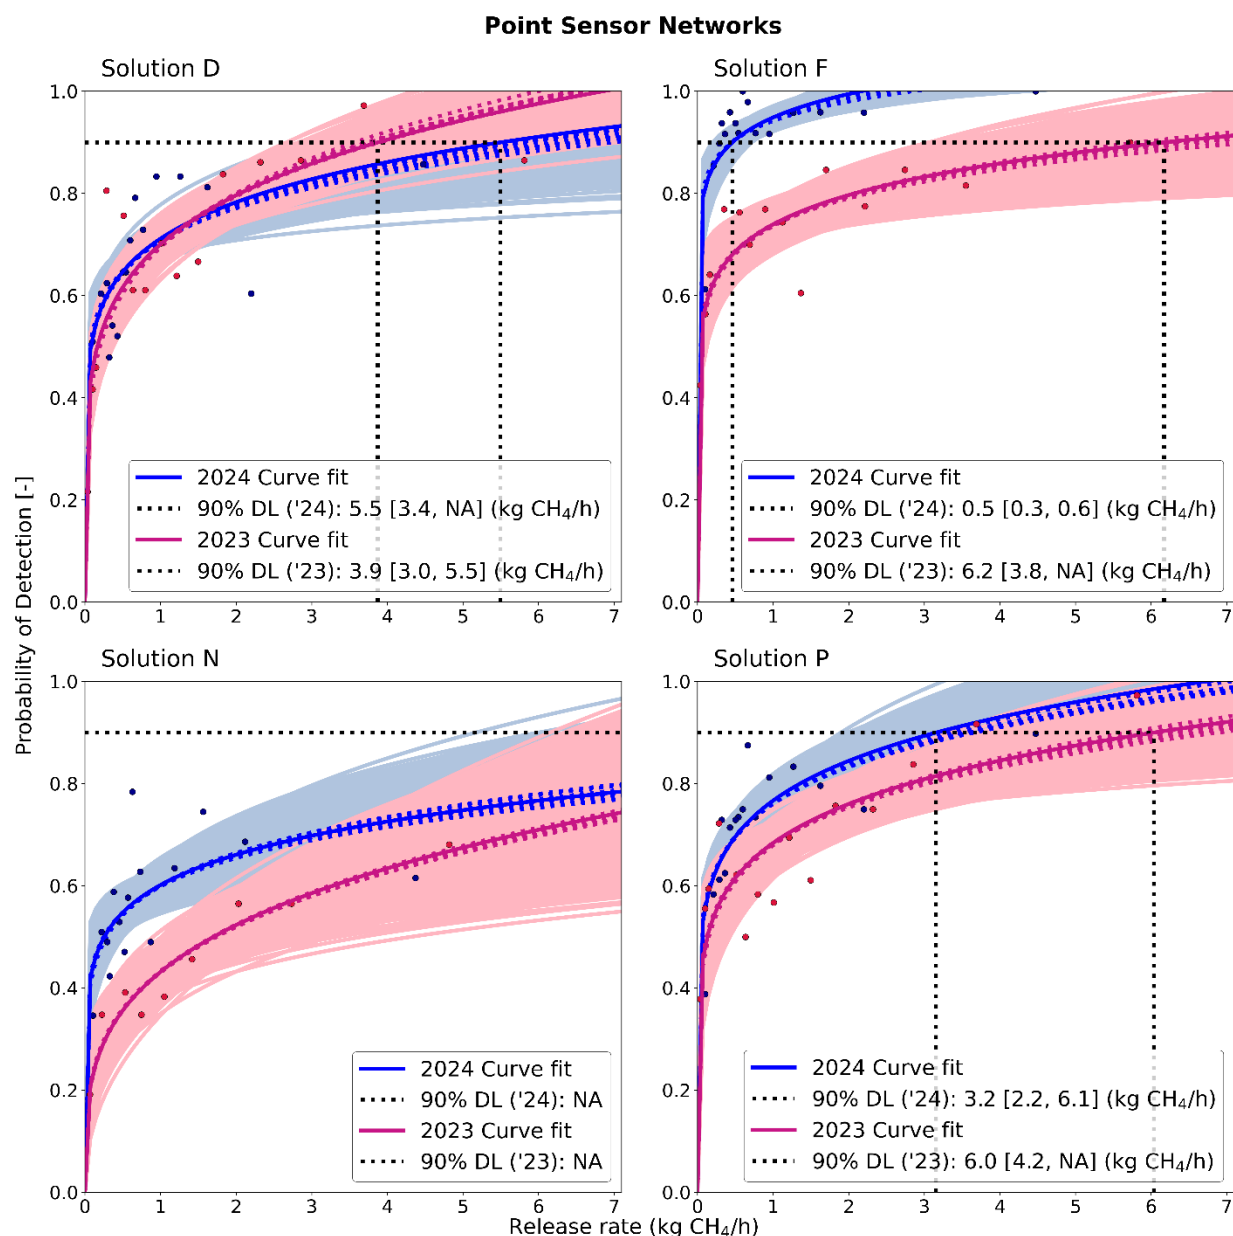 Point Sensor Networks
Solution D
1.0
0.8
0.6
0.4
0.2
0.0
0 1 2 3 4 5 6 7
2024 Curve fit
90% DL ('24): 5.5 [3.4, NA] (kg CH₄/h)
2023 Curve fit
90% DL ('23): 3.9 [3.0, 5.5] (kg CH₄/h)
Solution F
1.0
0.8
0.6
0.4
0.2
0.0
0 1 2 3 4 5 6 7
2024 Curve fit
90% DL ('24): 0.5 [0.3, 0.6] (kg CH₄/h)
2023 Curve fit
90% DL ('23): 6.2 [3.8, NA] (kg CH₄/h)
Probability of Detection [-]
Solution N
1.0
0.8
0.6
0.4
0.2
0.0
0 1 2 3 4 5 6 7
2024 Curve fit
90% DL ('24): NA
2023 Curve fit
90% DL ('23): NA
Solution P
1.0
0.8
0.6
0.4
0.2
0.0
0 1 2 3 4 5 6 7
2024 Curve fit
90% DL ('24): 3.2 [2.2, 6.1] (kg CH₄/h)
2023 Curve fit
90% DL ('23): 6.0 [4.2, NA] (kg CH₄/h)
Release rate (kg CH₄/h)